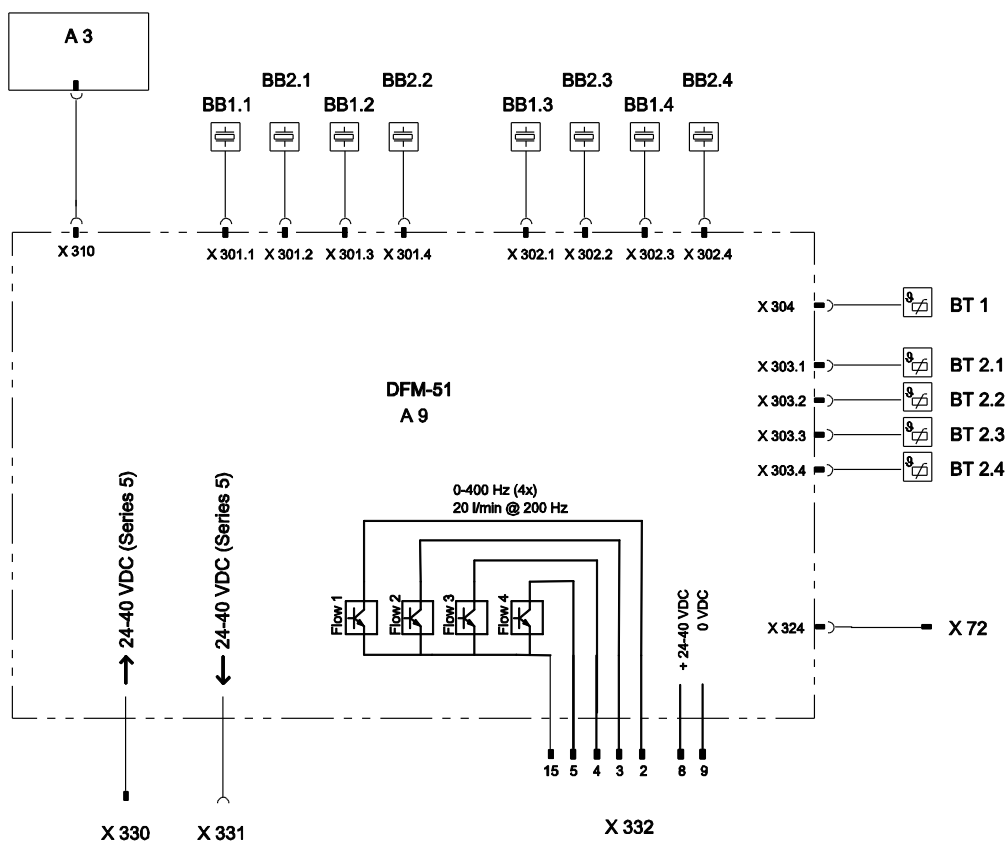 A 3
BB1.1
BB2.1
BB1.2
BB2.2
BB1.3
BB2.3
BB1.4
BB2.4
X 310
X 301.1
X 301.2
X 301.3
X 301.4
X 302.1
X 302.2
X 302.3
X 302.4
X 304
ϑ
BT 1
X 303.1
ϑ
BT 2.1
X 303.2
ϑ
BT 2.2
X 303.3
ϑ
BT 2.3
X 303.4
ϑ
BT 2.4
DFM-51
A 9
24-40 VDC (Series 5)
24-40 VDC (Series 5)
0-400 Hz (4x)
20 l/min @ 200 Hz
Flow 1
Flow 2
Flow 3
Flow 4
+ 24-40 VDC
0 VDC
X 324
X 72
15
5
4
3
2
8
9
X 330
X 331
X 332